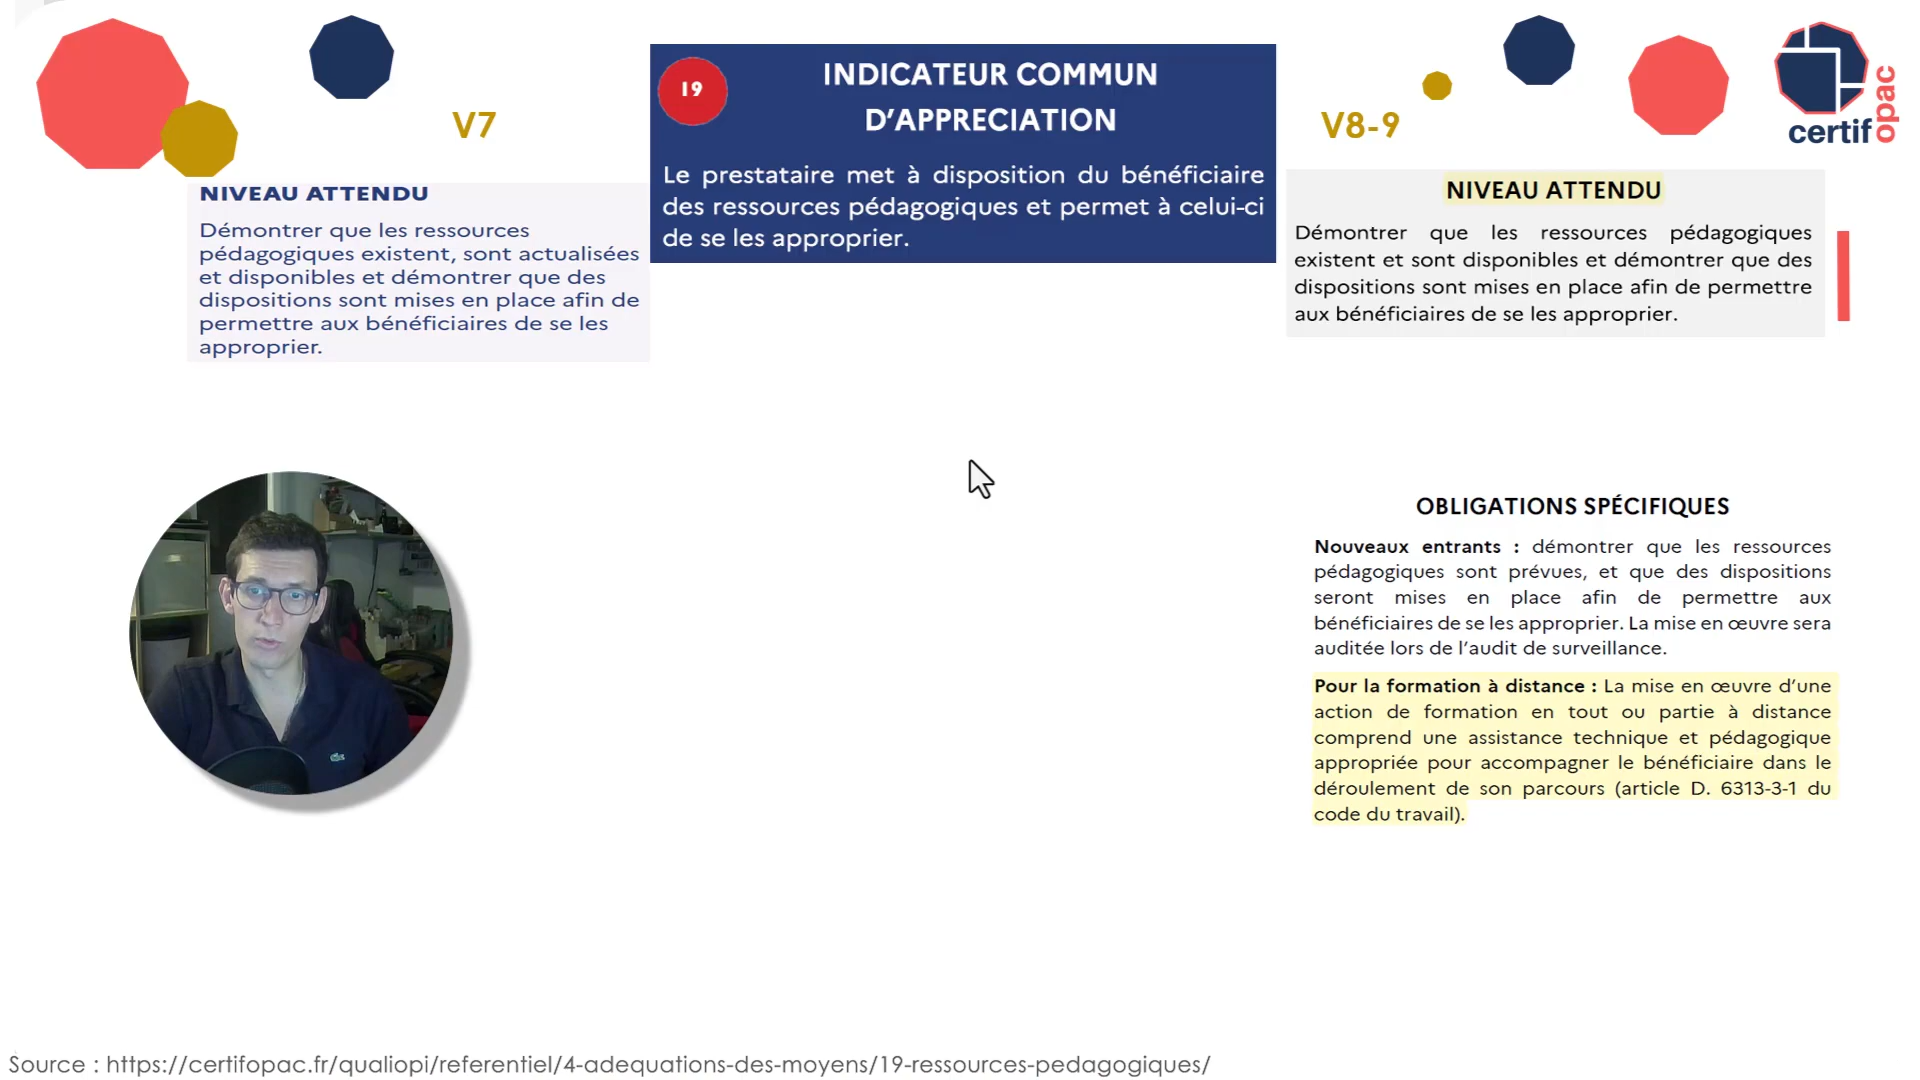 V7
NIVEAU ATTENDU
Démontrer que les ressources
pédagogiques existent, sont actualisées
et disponibles et démontrer que des
dispositions sont mises en place afin de
permettre aux bénéficiaires de se les
approprier.
19
INDICATEUR COMMUN
D’APPRECIATION
Le prestataire met à disposition du bénéficiaire
des ressources pédagogiques et permet à celui-ci
de se les approprier.
V8-9
certif
opac
NIVEAU ATTENDU
Démontrer que les ressources pédagogiques
existent et sont disponibles et démontrer que des
dispositions sont mises en place afin de permettre
aux bénéficiaires de se les approprier.
OBLIGATIONS SPÉCIFIQUES
Nouveaux entrants : démontrer que les ressources
pédagogiques sont prévues, et que des dispositions
seront mises en place afin de permettre aux
bénéficiaires de se les approprier. La mise en œuvre sera
auditée lors de l’audit de surveillance.
Pour la formation à distance : La mise en œuvre d’une
action de formation en tout ou partie à distance
comprend une assistance technique et pédagogique
appropriée pour accompagner le bénéficiaire dans le
déroulement de son parcours (article D. 6313-3-1 du
code du travail).
Source : https://certifopac.fr/qualiopi/referentiel/4-adequations-des-moyens/19-ressources-pedagogiques/